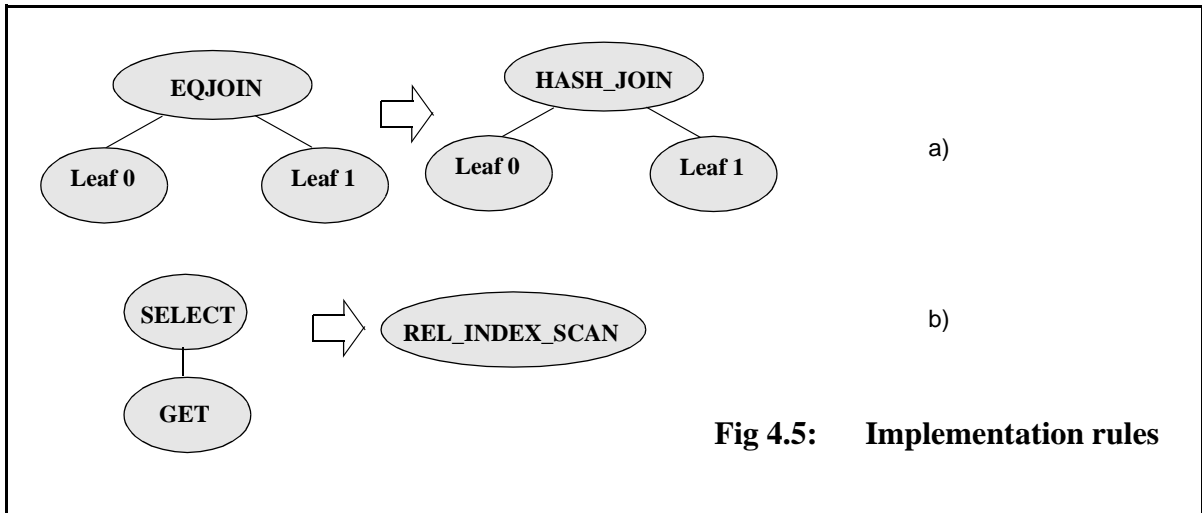 EQJOIN
HASH_JOIN
Leaf 0
Leaf 1
Leaf 0
Leaf 1
a)
SELECT
GET
REL_INDEX_SCAN
b)
Fig 4.5: Implementation rules